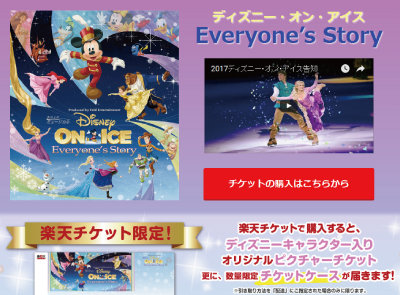 ディズニー・オン・アイス
Everyone's Story
2017ディズニー・オン・アイス告知
Produced by Feld Entertainment
Disney
ON ICE
Everyone's Story
チケットの購入はこちらから
楽天チケット限定!
楽天チケットで購入すると、
ディズニーキャラクター入り
オリジナルピクチャーチケット
更に、数量限定チケットケースが届きます!
※引き取り方法を「配送」にご指定された場合のみに限ります。